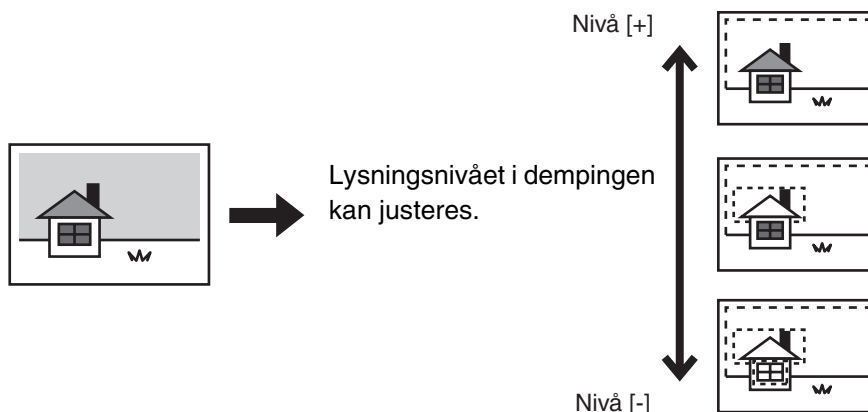 Nivå [+]
Lysningsnivået i dempingen
kan justeres.
Nivå [-]